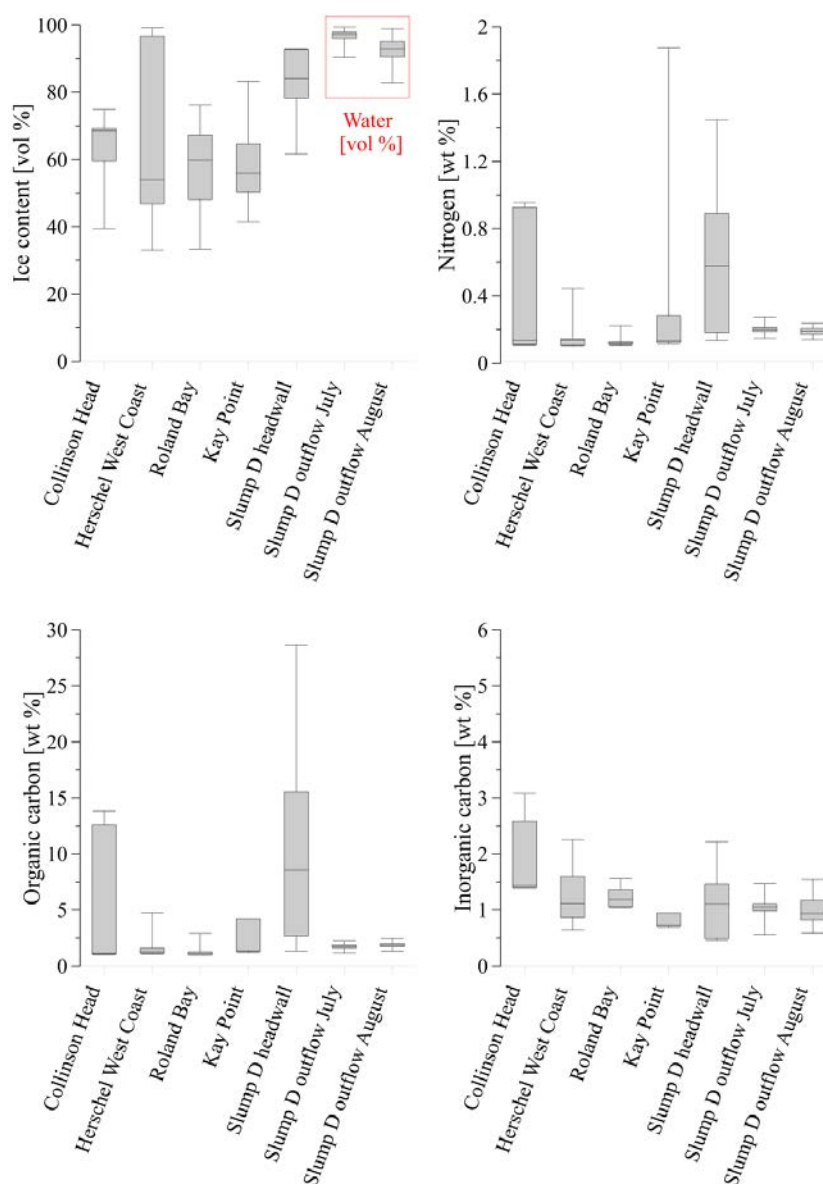 Ice content [vol %]
100
80
60
40
20
0
Water
[vol %]
Collinson Head
Herschel West Coast
Roland Bay
Kay Point
Slump D headwall
Slump D outflow July
Slump D outflow August
Nitrogen [wt %]
2
1.6
1.2
0.8
0.4
0
Collinson Head
Herschel West Coast
Roland Bay
Kay Point
Slump D headwall
Slump D outflow July
Slump D outflow August
Organic carbon [wt %]
30
25
20
15
10
5
0
Collinson Head
Herschel West Coast
Roland Bay
Kay Point
Slump D headwall
Slump D outflow July
Slump D outflow August
Inorganic carbon [wt %]
6
5
4
3
2
1
0
Collinson Head
Herschel West Coast
Roland Bay
Kay Point
Slump D headwall
Slump D outflow July
Slump D outflow August